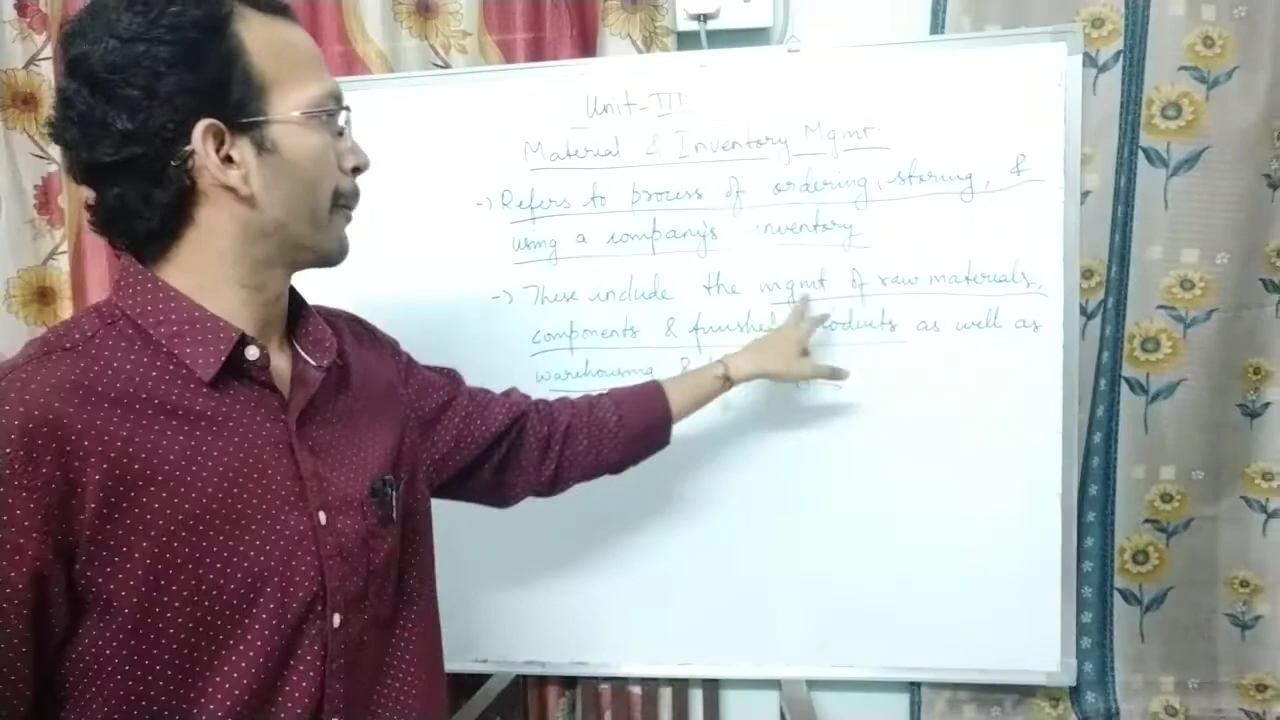 Unit-III
Material & Inventory Mgmt.
-> Refers to process of ordering, storing, &
using a company's inventory
-> These include the mgmt of raw materials,
components & finished products as well as
warehousing &